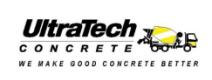 UltraTech
CONCRETE
WE MAKE GOOD CONCRETE BETTER